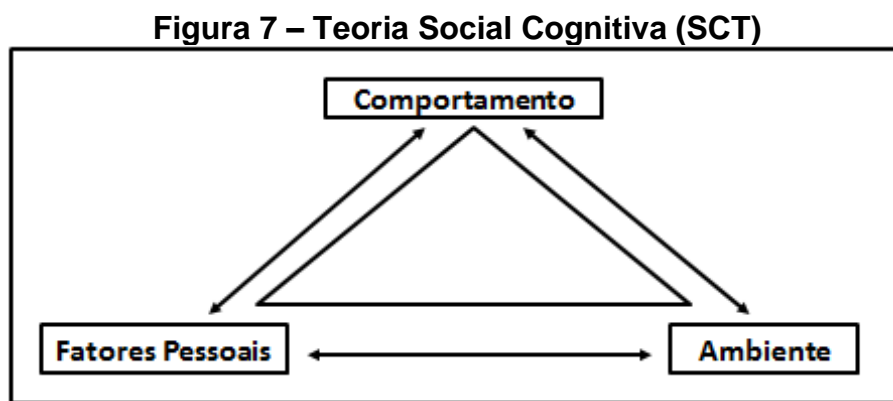 Figura 7 – Teoria Social Cognitiva (SCT)
Comportamento
Fatores Pessoais
Ambiente